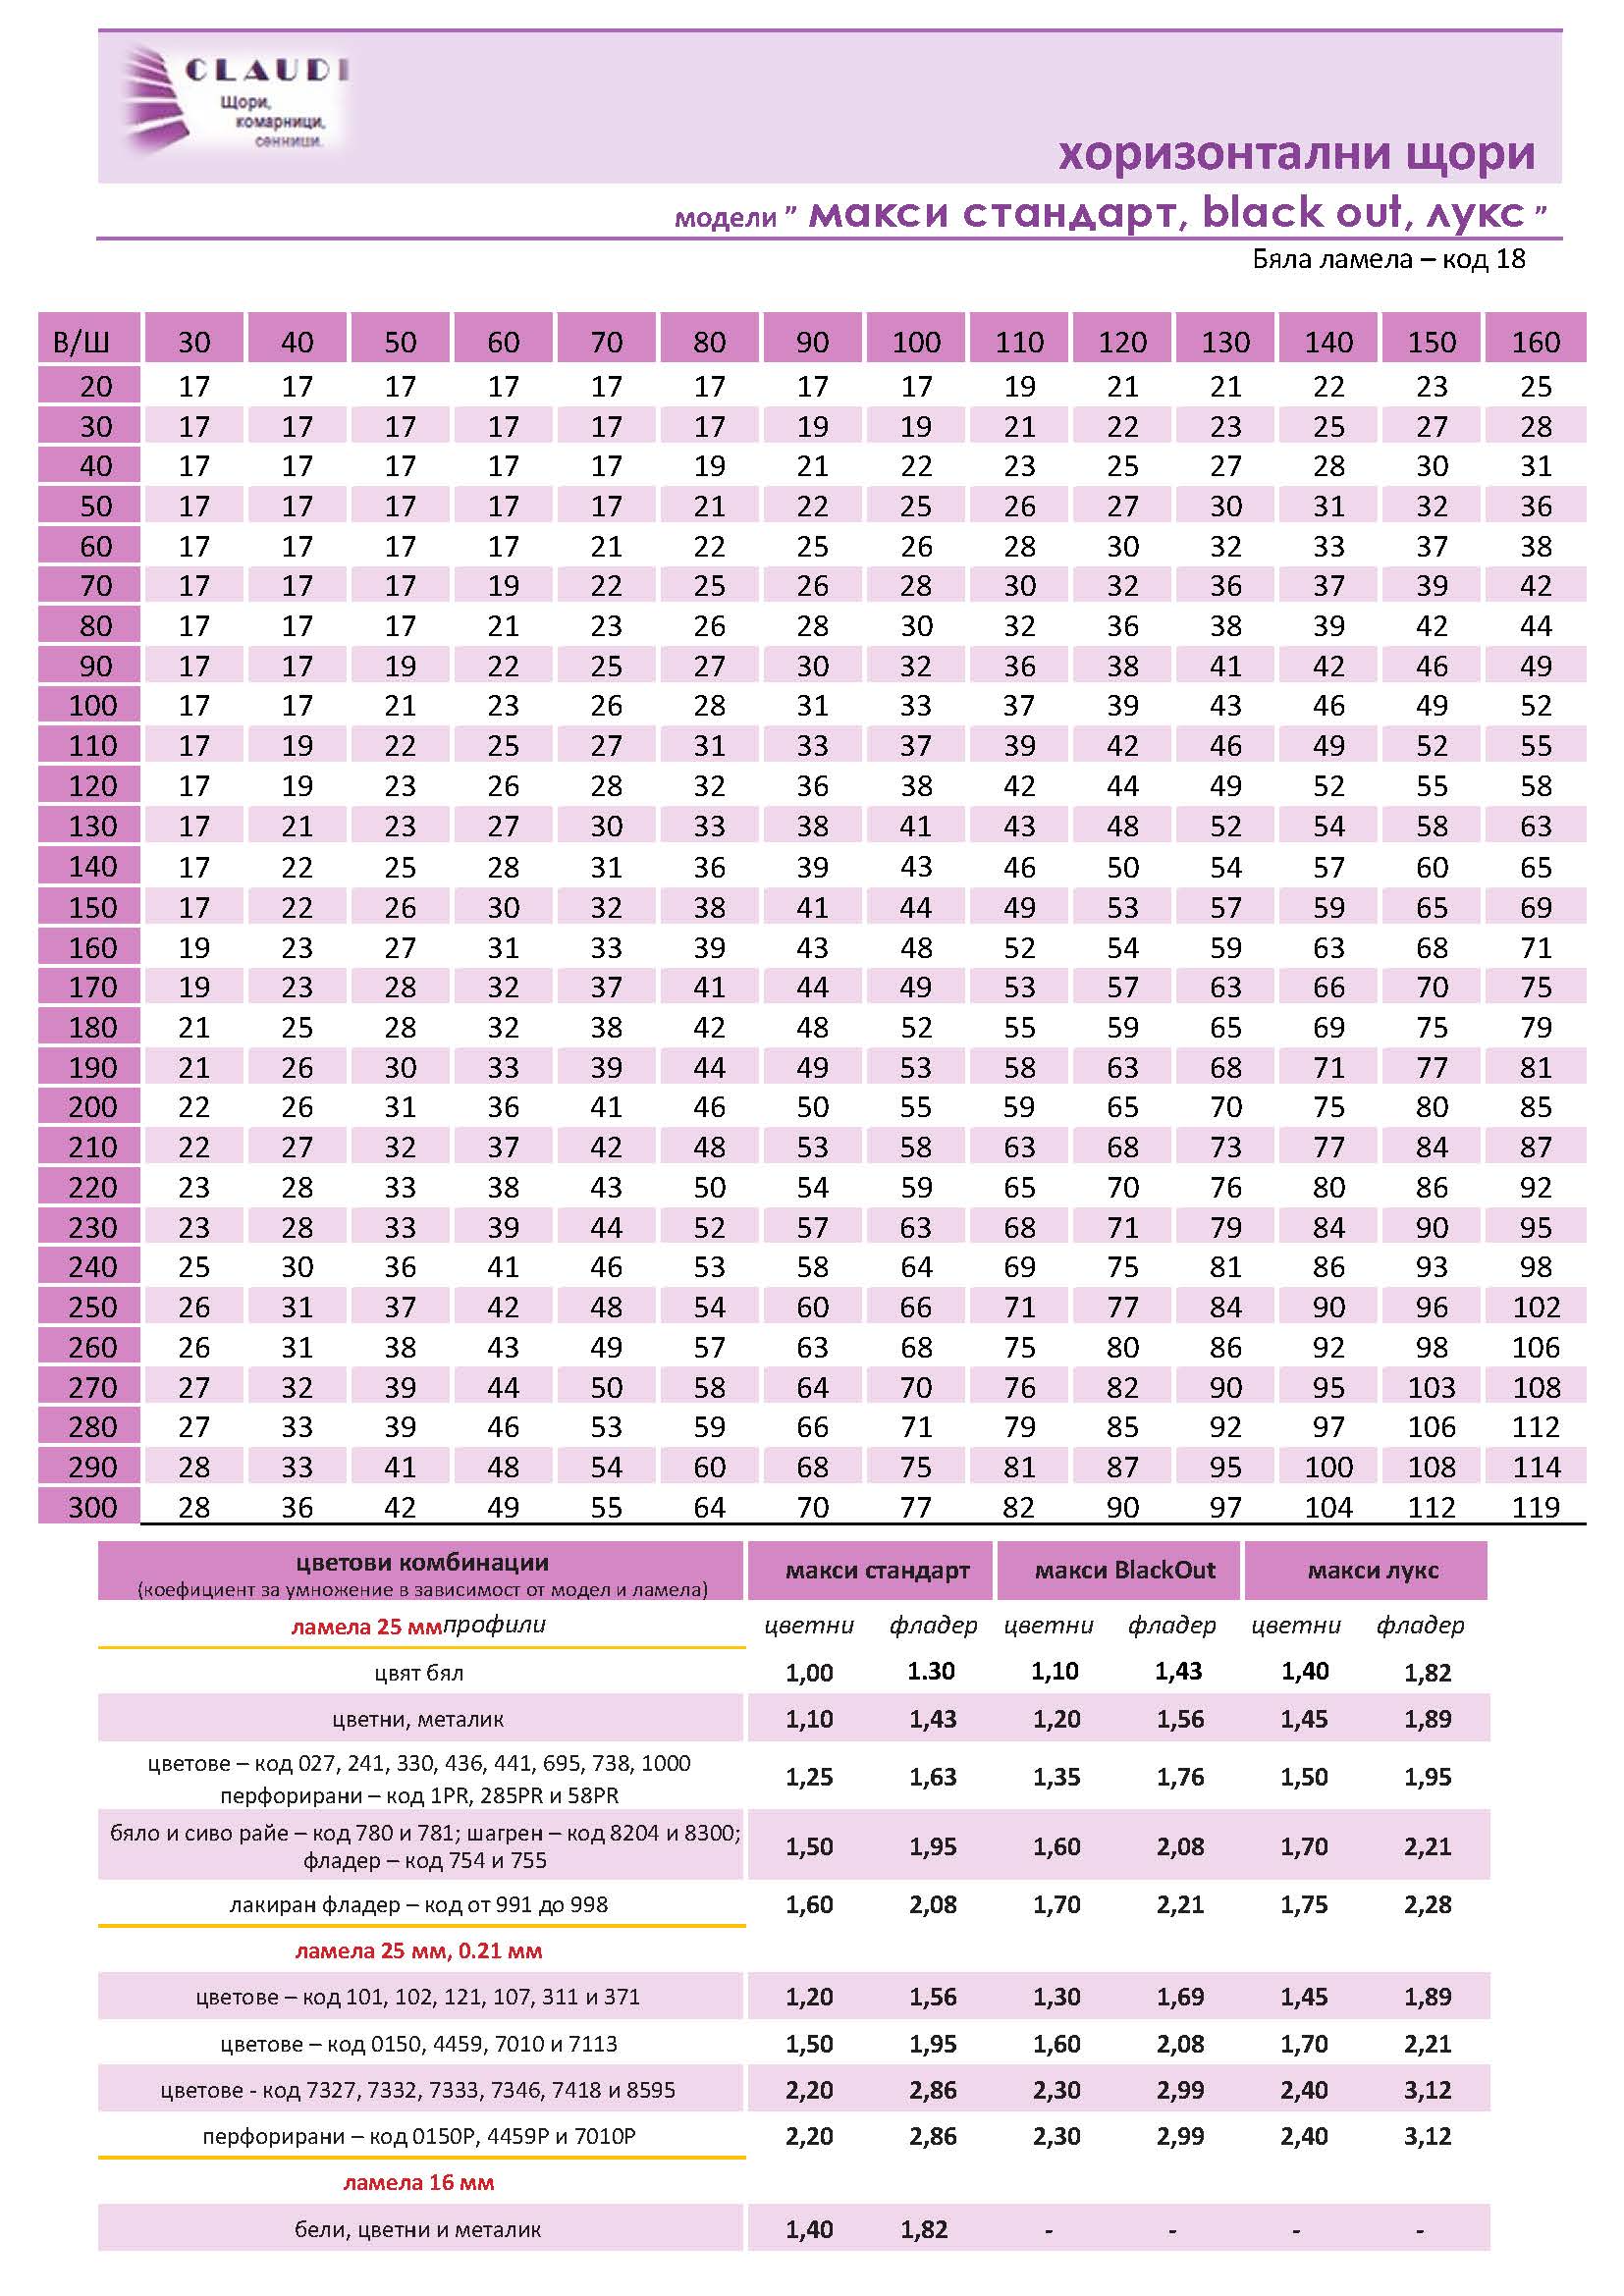 CLAUDI
Щори,
комарници,
сенници.
хоризонтални щори
модели " макси стандарт, black out, лукс "
Бяла ламела – код 18
В/Ш 30 40 50 60 70 80 90 100 110 120 130 140 150 160
20 17 17 17 17 17 17 17 17 19 21 21 22 23 25
30 17 17 17 17 17 17 19 19 21 22 23 25 27 28
40 17 17 17 17 17 19 21 22 23 25 27 28 30 31
50 17 17 17 17 17 21 22 25 26 27 30 31 32 36
60 17 17 17 17 21 22 25 26 28 30 32 33 37 38
70 17 17 17 19 22 25 26 28 30 32 36 37 39 42
80 17 17 17 21 23 26 28 30 32 36 38 39 42 44
90 17 17 19 22 25 27 30 32 36 38 41 42 46 49
100 17 17 21 23 26 28 31 33 37 39 43 46 49 52
110 17 19 22 25 27 31 33 37 39 42 46 49 52 55
120 17 19 23 26 28 32 36 38 42 44 49 52 55 58
130 17 21 23 27 30 33 38 41 43 48 52 54 58 63
140 17 22 25 28 31 36 39 43 46 50 54 57 60 65
150 17 22 26 30 32 38 41 44 49 53 57 59 65 69
160 19 23 27 31 33 39 43 48 52 54 59 63 68 71
170 19 23 28 32 37 41 44 49 53 57 63 66 70 75
180 21 25 28 32 38 42 48 52 55 59 65 69 75 79
190 21 26 30 33 39 44 49 53 58 63 68 71 77 81
200 22 26 31 36 41 46 50 55 59 65 70 75 80 85
210 22 27 32 37 42 48 53 58 63 68 73 77 84 87
220 23 28 33 38 43 50 54 59 65 70 76 80 86 92
230 23 28 33 39 44 52 57 63 68 71 79 84 90 95
240 25 30 36 41 46 53 58 64 69 75 81 86 93 98
250 26 31 37 42 48 54 60 66 71 77 84 90 96 102
260 26 31 38 43 49 57 63 68 75 80 86 92 98 106
270 27 32 39 44 50 58 64 70 76 82 90 95 103 108
280 27 33 39 46 53 59 66 71 79 85 92 97 106 112
290 28 33 41 48 54 60 68 75 81 87 95 100 108 114
300 28 36 42 49 55 64 70 77 82 90 97 104 112 119
цветови комбинации
(коефициент за умножение в зависимост от модел и ламела)
макси стандарт макси BlackOut макси лукс
ламела 25 мм профили цветни фладер цветни фладер цветни фладер
цвят бял 1,00 1.30 1,10 1,43 1,40 1,82
цветни, металик 1,10 1,43 1,20 1,56 1,45 1,89
цветове – код 027, 241, 330, 436, 441, 695, 738, 1000
перфорирани – код 1PR, 285PR и 58PR
1,25 1,63 1,35 1,76 1,50 1,95
бяло и сиво райе – код 780 и 781; шагрен – код 8204 и 8300;
фладер – код 754 и 755
1,50 1,95 1,60 2,08 1,70 2,21
лакиран фладер – код от 991 до 998 1,60 2,08 1,70 2,21 1,75 2,28
ламела 25 мм, 0.21 мм
цветове – код 101, 102, 121, 107, 311 и 371 1,20 1,56 1,30 1,69 1,45 1,89
цветове – код 0150, 4459, 7010 и 7113 1,50 1,95 1,60 2,08 1,70 2,21
цветове - код 7327, 7332, 7333, 7346, 7418 и 8595 2,20 2,86 2,30 2,99 2,40 3,12
перфорирани – код 0150P, 4459P и 7010P 2,20 2,86 2,30 2,99 2,40 3,12
ламела 16 мм
бели, цветни и металик 1,40 1,82 - - - -